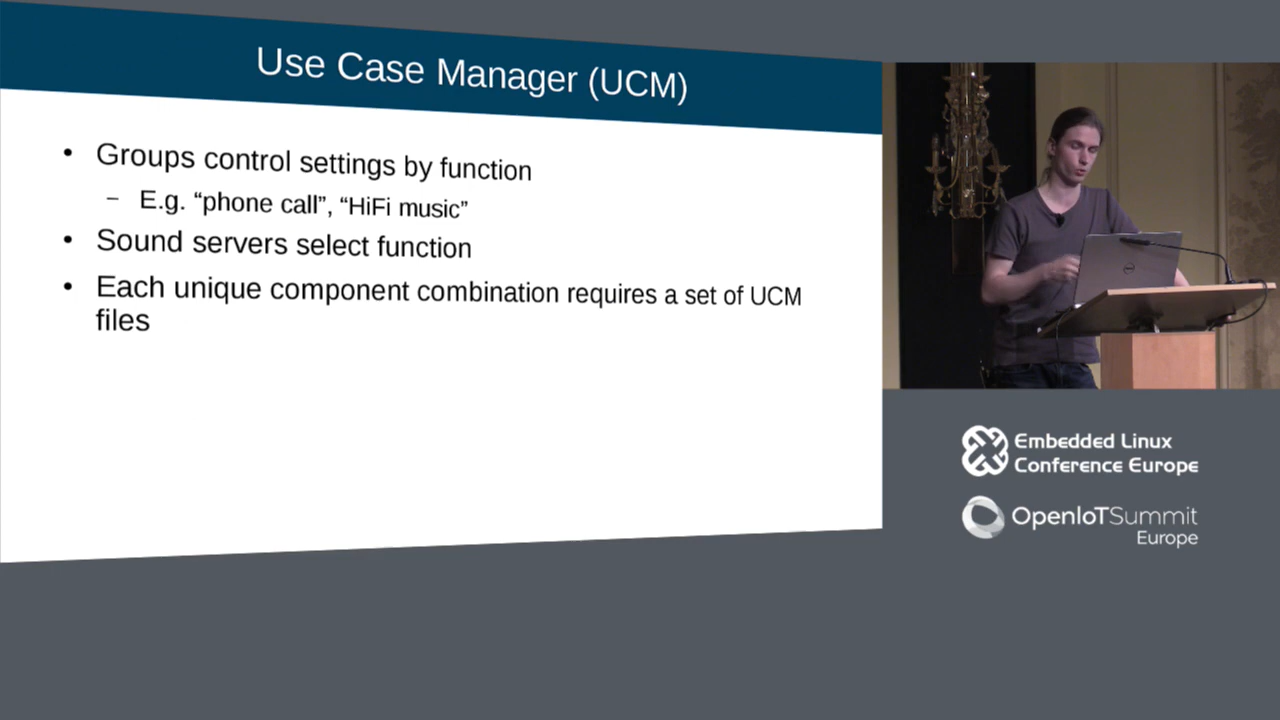 Use Case Manager (UCM)
• Groups control settings by function
– E.g. “phone call”, “HiFi music”
• Sound servers select function
• Each unique component combination requires a set of UCM
files
Embedded Linux
Conference Europe
OpenIoTSummit
Europe